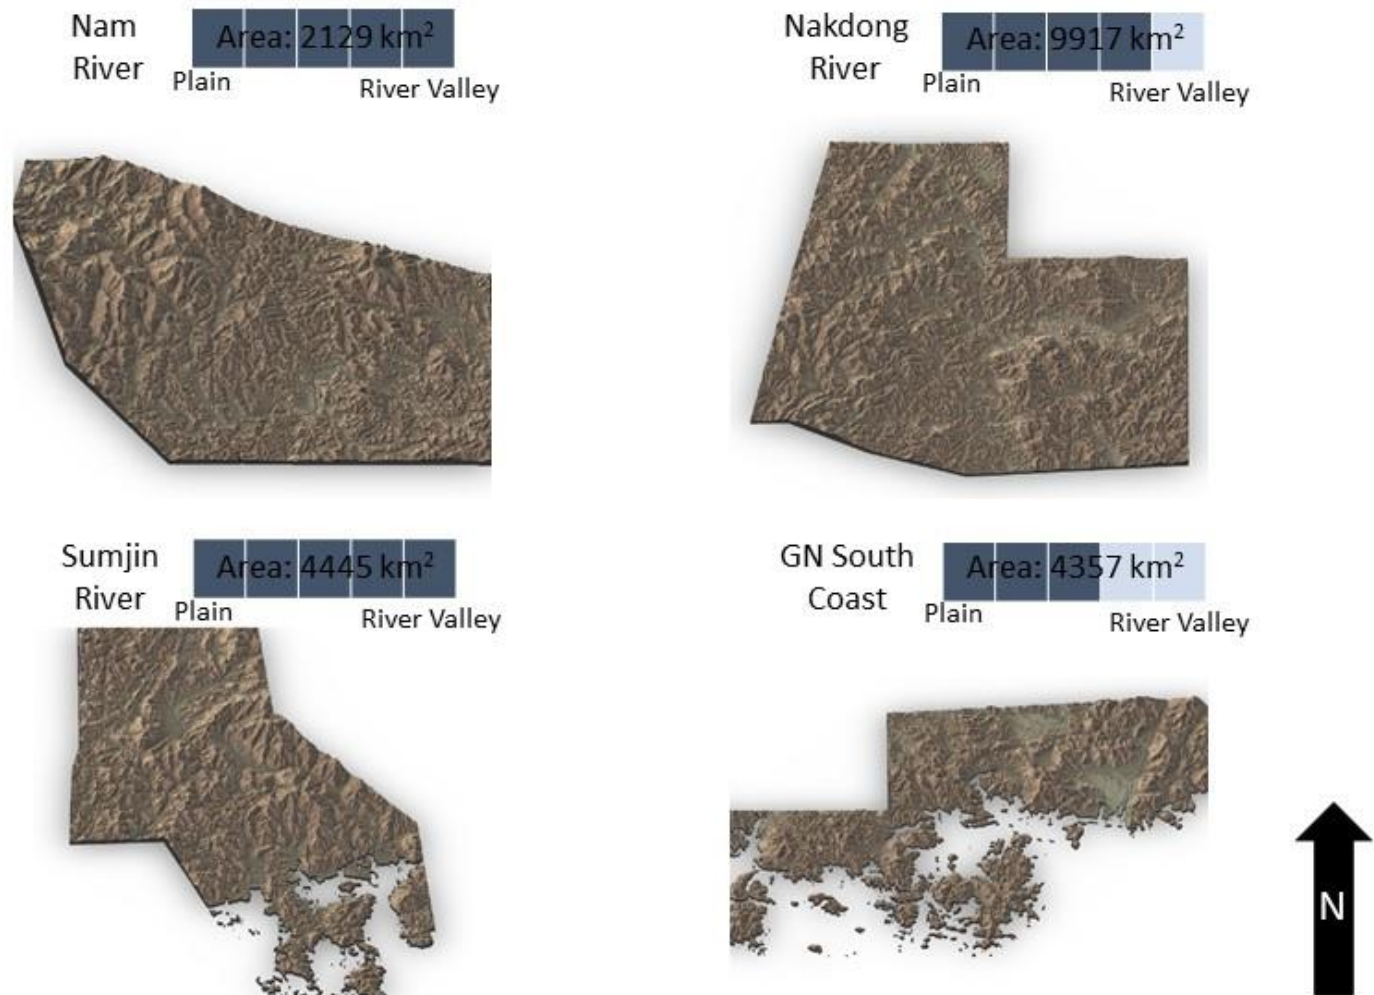 Nam
River
Area: 2129 km²
Plain
River Valley
Nakdong
River
Area: 9917 km²
Plain
River Valley
Sumjin
River
Area: 4445 km²
Plain
River Valley
GN South
Coast
Area: 4357 km²
Plain
River Valley
N